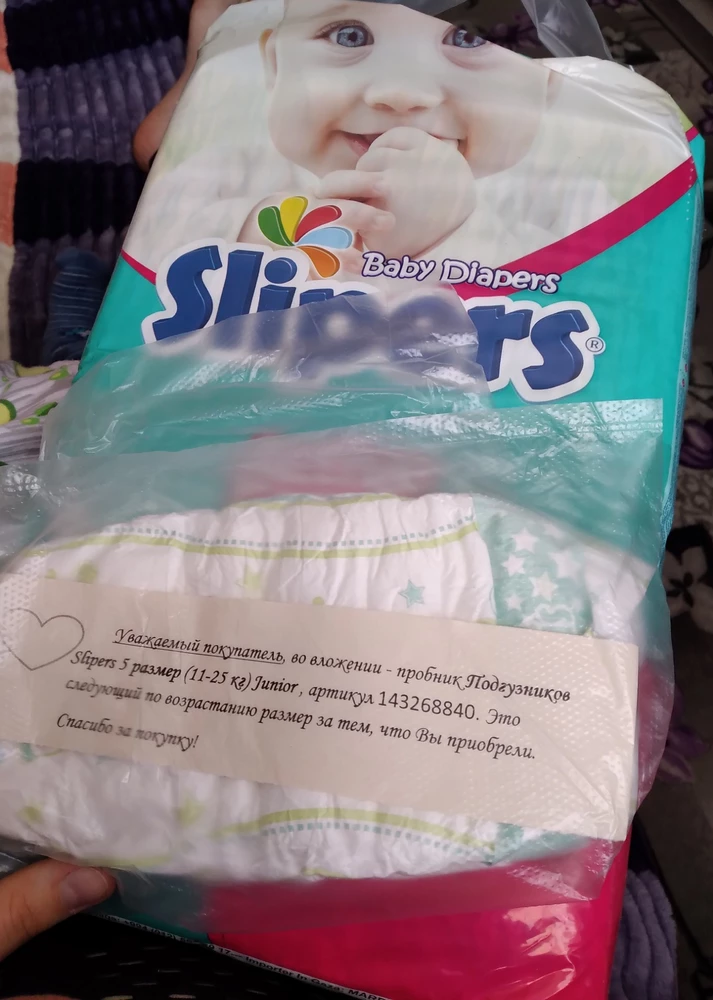 Baby Diapers
Slipers®
Уважаемый покупатель, во вложении - пробник Подгузников
Slipers 5 размер (11-25 кг) Junior, артикул 143268840. Это
следующий по возрастанию размер за тем, что Вы приобрели.
Спасибо за покупку!